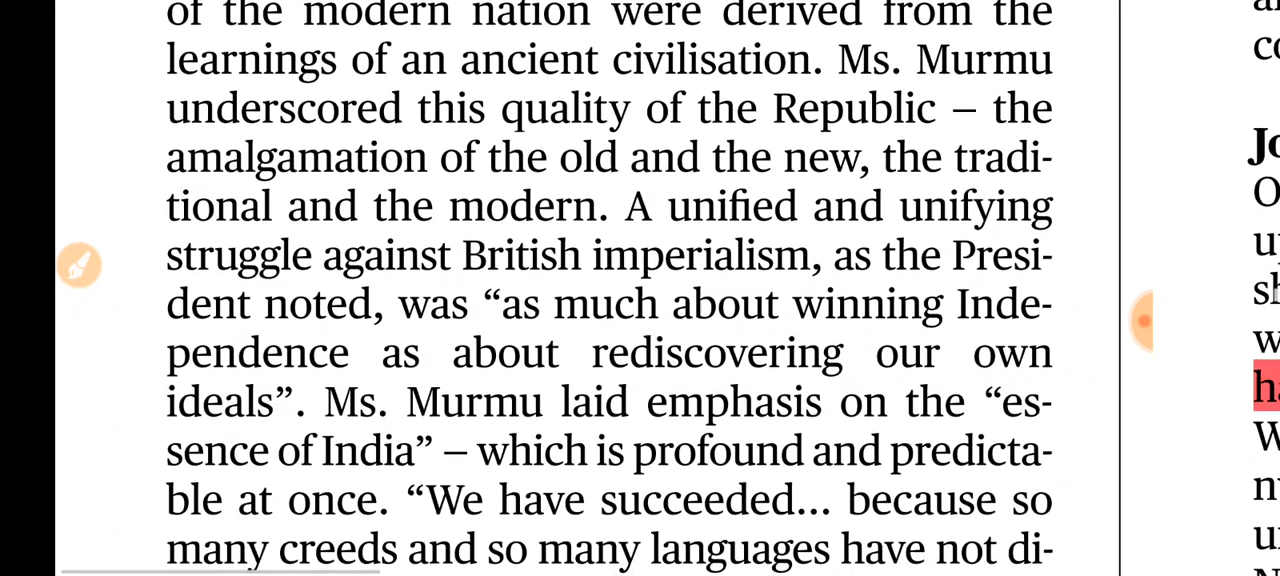 of the modern nation were derived from the
learnings of an ancient civilisation. Ms. Murmu
underscored this quality of the Republic – the
amalgamation of the old and the new, the tradi-
tional and the modern. A unified and unifying
struggle against British imperialism, as the Presi-
dent noted, was “as much about winning Inde-
pendence as about rediscovering our own
ideals”. Ms. Murmu laid emphasis on the “es-
sence of India” – which is profound and predicta-
ble at once. “We have succeeded... because so
many creeds and so many languages have not di-